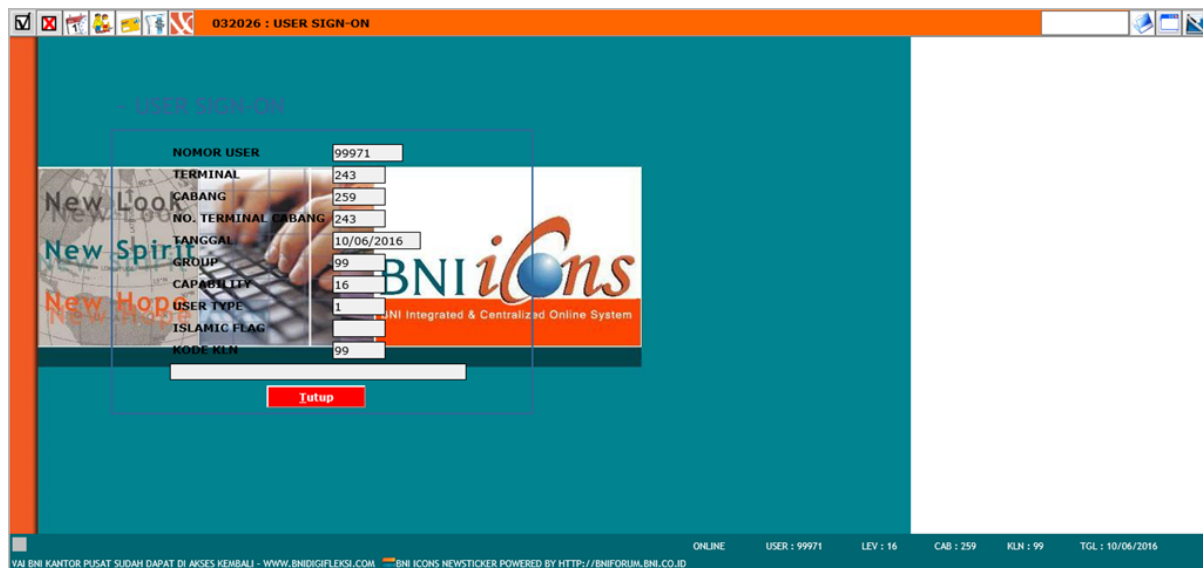 032026 : USER SIGN-ON
- USER SIGN-ON
NOMOR USER 99971
TERMINAL 243
CABANG 259
NO. TERMINAL CABANG 243
TANGGAL 10/06/2016
GROUP 99
CAPABILITY 16
USER TYPE 1
ISLAMIC FLAG
KODE KLN 99
Tutup
New Look
New Spirit
New Hope
BNI icons
BNI Integrated & Centralized Online System
ONLINE USER : 99971 LEV : 16 CAB : 259 KLN : 99 TGL : 10/06/2016
VAI BNI KANTOR PUSAT SUDAH DAPAT DI AKSES KEMBALI - WWW.BNIDIGIFLEKSI.COM BNI ICONS NEWSTICKER POWERED BY HTTP://BNIFORUM.BNI.CO.ID